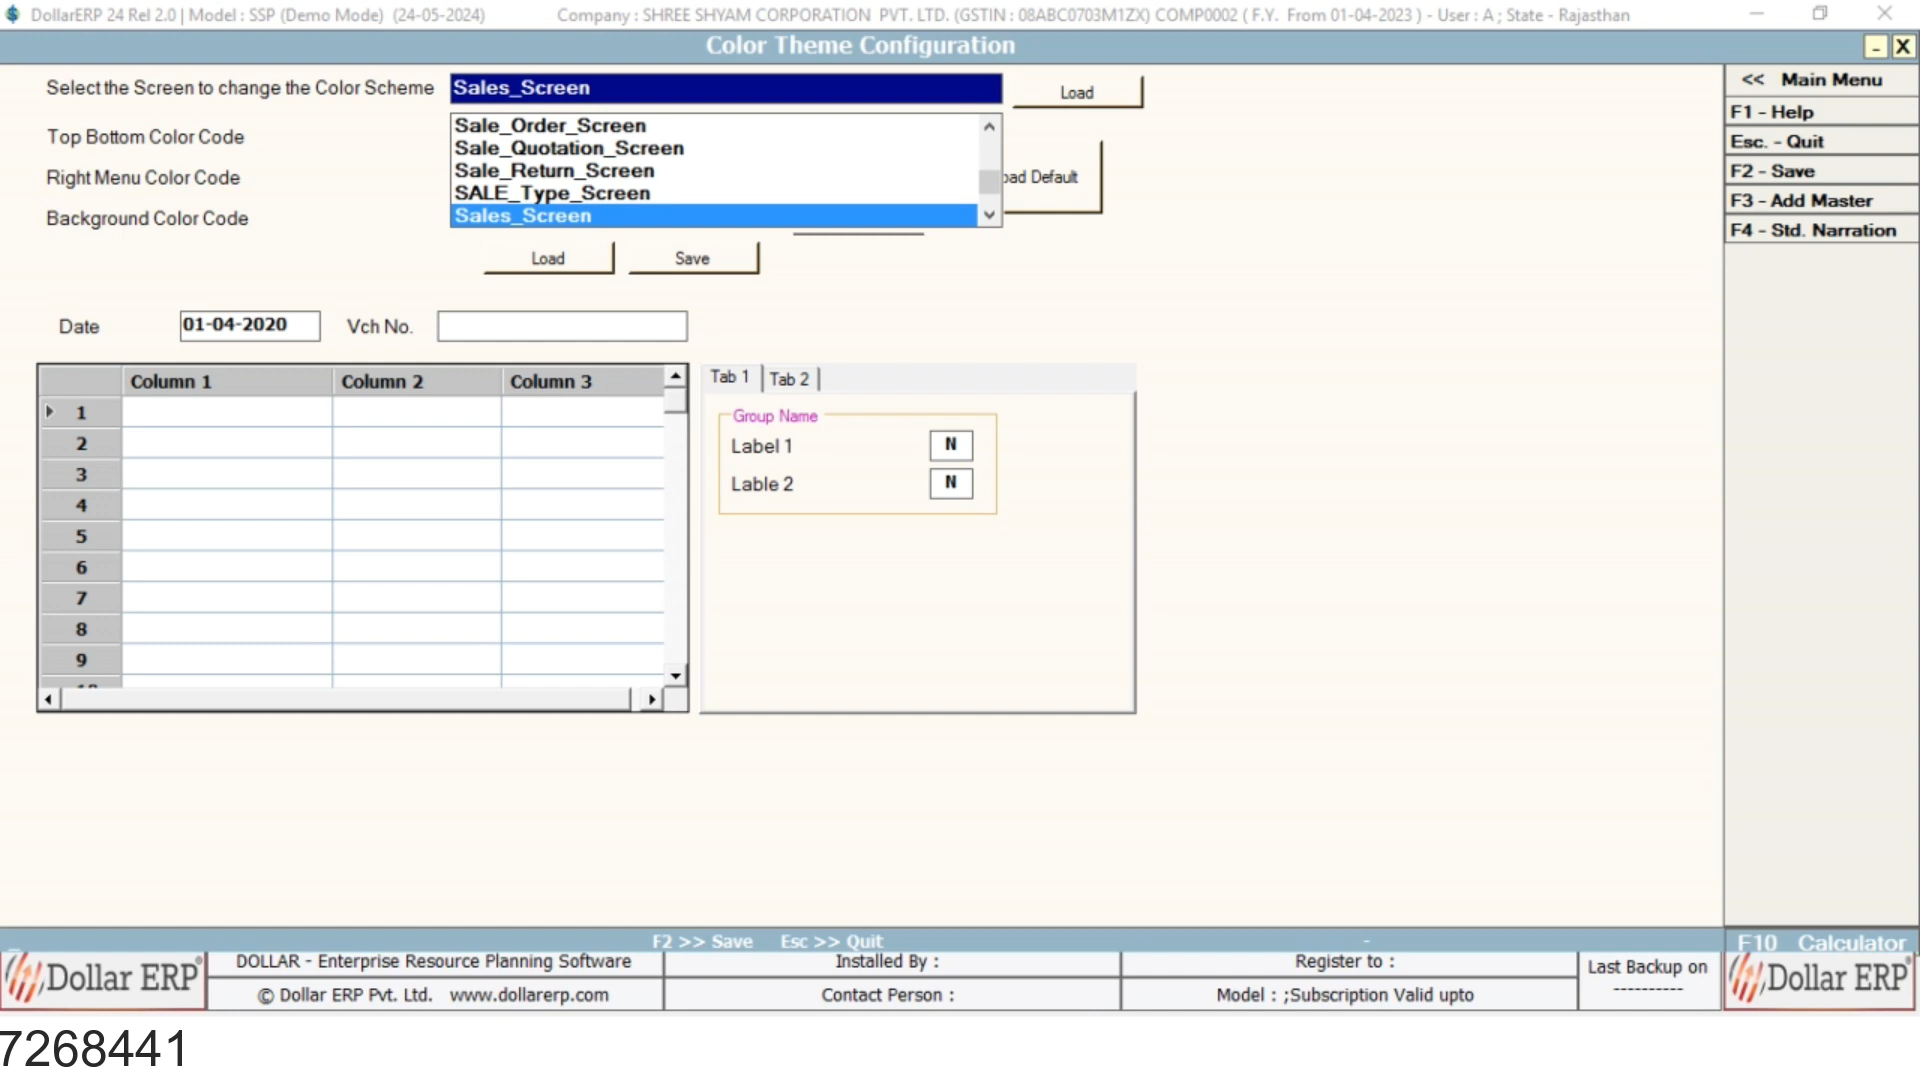 DollarERP 24 Rel 2.0 | Model : SSP (Demo Mode) (24-05-2024) Company : SHREE SHYAM CORPORATION PVT. LTD. (GSTIN : 08ABC0703M1ZX) COMP0002 ( F.Y. From 01-04-2023 ) - User : A ; State - Rajasthan
Color Theme Configuration
- X
Select the Screen to change the Color Scheme Sales_Screen Load
<< Main Menu
F1 - Help
Esc. - Quit
F2 - Save
F3 - Add Master
F4 - Std. Narration
Top Bottom Color Code
Right Menu Color Code
Background Color Code
Sale_Order_Screen
Sale_Quotation_Screen
Sale_Return_Screen
SALE_Type_Screen
Sales_Screen
Default
Load Save
Date 01-04-2020 Vch No.
Column 1 Column 2 Column 3
1
2
3
4
5
6
7
8
9
Tab 1 Tab 2
Group Name
Label 1 N
Lable 2 N
F2 >> Save Esc >> Quit -
F10 Calculator
Dollar ERP®
DOLLAR - Enterprise Resource Planning Software
© Dollar ERP Pvt. Ltd. www.dollarerp.com
Installed By :
Contact Person :
Register to :
Model : ;Subscription Valid upto
Last Backup on
----------
Dollar ERP®
7268441